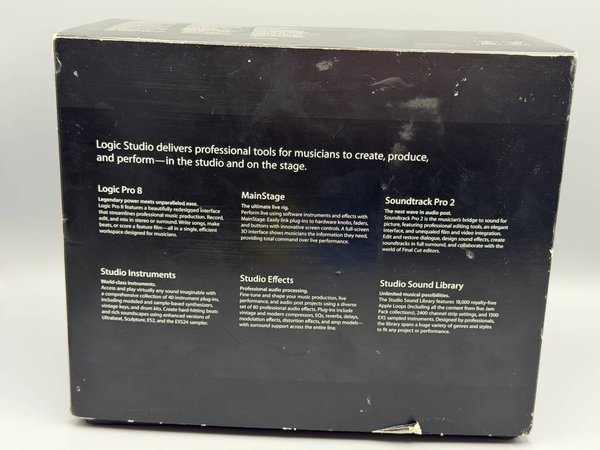 Logic Studio delivers professional tools for musicians to create, produce,
and perform—in the studio and on the stage.
Logic Pro 8
Legendary power meets unparalleled ease.
Logic Pro 8 features a beautifully redesigned interface
that streamlines professional music production. Record,
edit, and mix in stereo or surround. Write songs, make
beats, or score a feature film—all in a single, efficient
workspace designed for musicians.
MainStage
The ultimate live rig.
Perform live using software instruments and effects with
MainStage. Easily link plug-ins to hardware knobs, faders,
and buttons with innovative screen controls. A full-screen
3D interface shows musicians the information they need,
providing total command over live performance.
Soundtrack Pro 2
The next wave in audio post.
Soundtrack Pro 2 is the musician's bridge to sound for
picture, featuring professional editing tools, an elegant
interface, and unequaled film and video integration.
Edit and restore dialogue, design sound effects, create
soundtracks in full surround, and collaborate with the
world of Final Cut editors.
Studio Instruments
World-class instruments.
Access and play virtually any sound imaginable with
a comprehensive collection of 40 instrument plug-ins,
including modeled and sample-based synthesizers,
vintage keys, and drum kits. Create hard-hitting beats
and rich soundscapes using enhanced versions of
Ultrabeat, Sculpture, ES2, and the EXS24 sampler.
Studio Effects
Professional audio processing.
Fine-tune and shape your music production, live
performance, and audio post projects using a diverse
set of 80 professional audio effects. Plug-ins include
vintage and modern compressors, EQs, reverbs, delays,
modulation effects, distortion effects, and amp models—
with surround support across the entire line.
Studio Sound Library
Unlimited musical possibilities.
The Studio Sound Library features 18,000 royalty-free
Apple Loops (including all the content from five Jam
Pack collections), 2400 channel strip settings, and 1300
EXS sampled instruments. Designed by professionals,
the library spans a huge variety of genres and styles
to fit any project or performance.